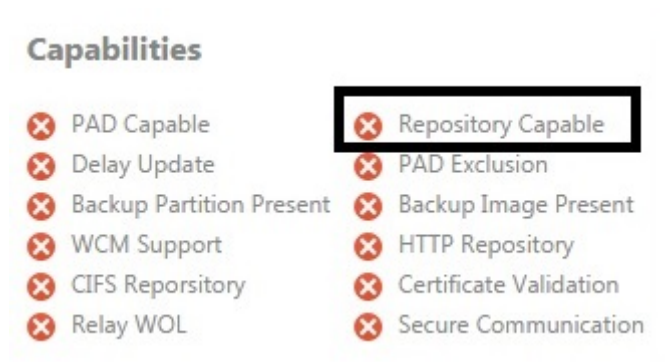 Capabilities
PAD Capable
Repository Capable
Delay Update
PAD Exclusion
Backup Partition Present
Backup Image Present
WCM Support
HTTP Repository
CIFS Reporsitory
Certificate Validation
Relay WOL
Secure Communication